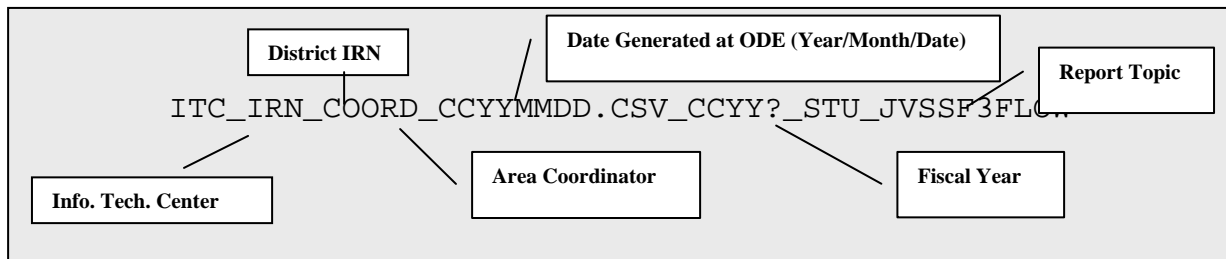 Date Generated at ODE (Year/Month/Date)
District IRN
Report Topic
ITC_IRN_COORD_CCYYMMDD.CSV_CCYY?_STU_JVSSF3FLOW
Area Coordinator
Fiscal Year
Info. Tech. Center